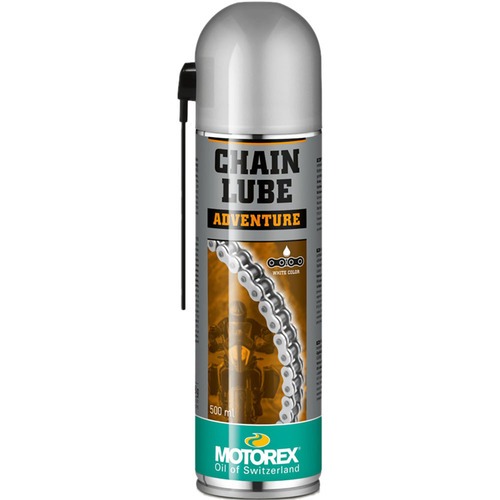 CHAIN
LUBE
ADVENTURE
WHITE COLOR
500 ml
MOTOREX
Oil of Switzerland